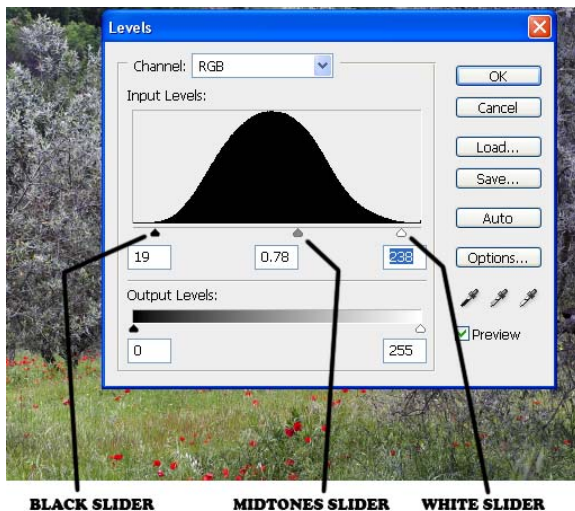 Levels
Channel: RGB
OK
Input Levels:
Cancel
Load...
Save...
Auto
19 0.78 238
Options...
Output Levels:
Preview
0 255
BLACK SLIDER MIDTONES SLIDER WHITE SLIDER